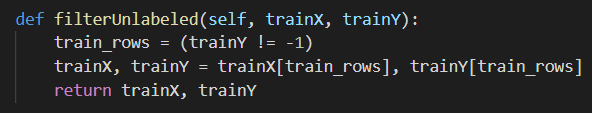 def filterUnlabeled(self, trainX, trainY):
    train_rows = (trainY != -1)
    trainX, trainY = trainX[train_rows], trainY[train_rows]
    return trainX, trainY